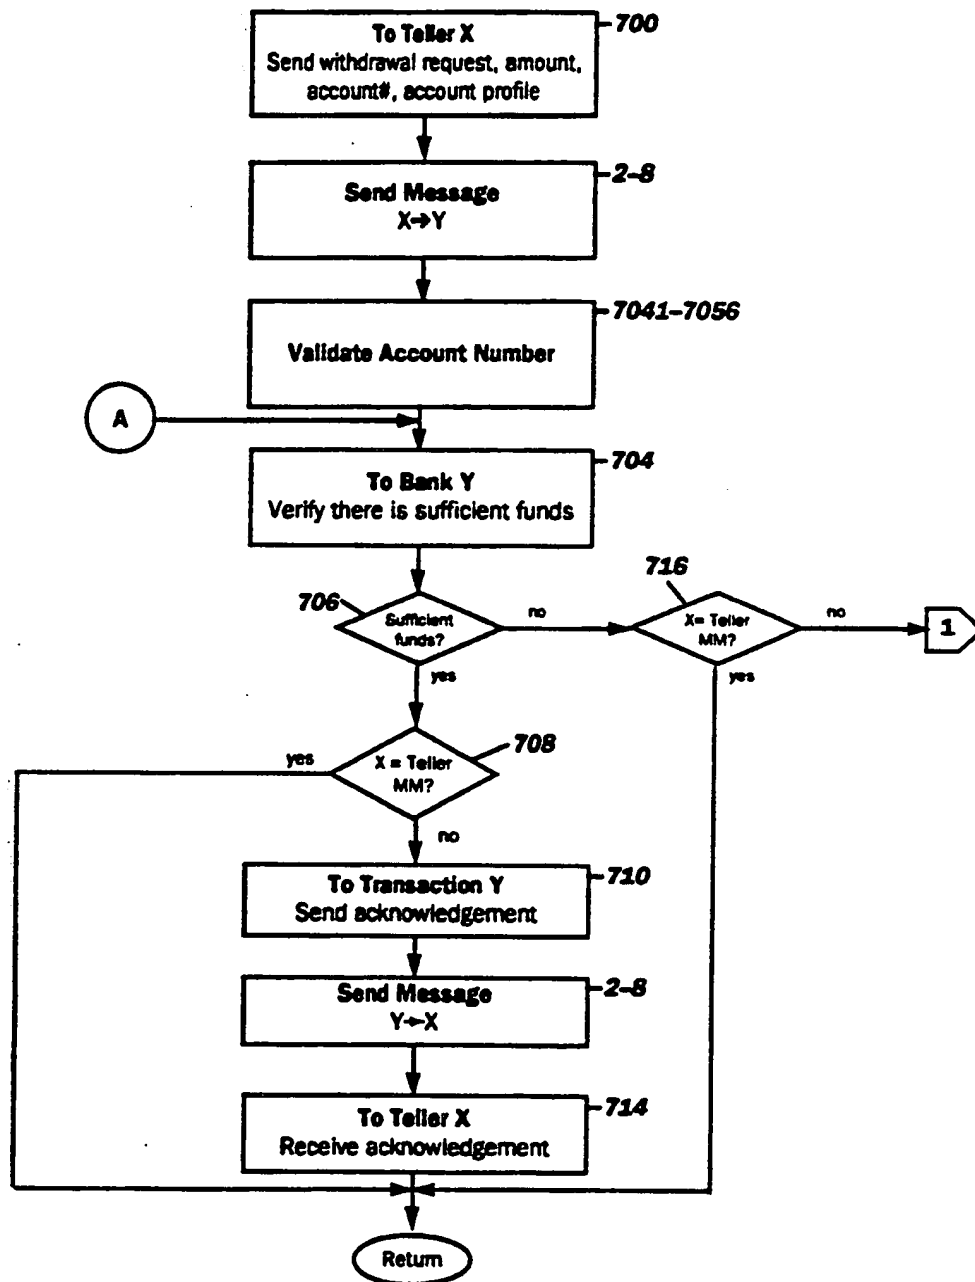 To Teller X
Send withdrawal request, amount,
account#, account profile
700
Send Message
X→Y
2-8
Validate Account Number
7041-7056
A
To Bank Y
Verify there is sufficient funds
704
706
Sufficient
funds?
no
716
X= Teller
MM?
no
1
yes
yes
yes
X = Teller
MM?
708
no
To Transaction Y
Send acknowledgement
710
Send Message
Y→X
2-8
To Teller X
Receive acknowledgement
714
Return